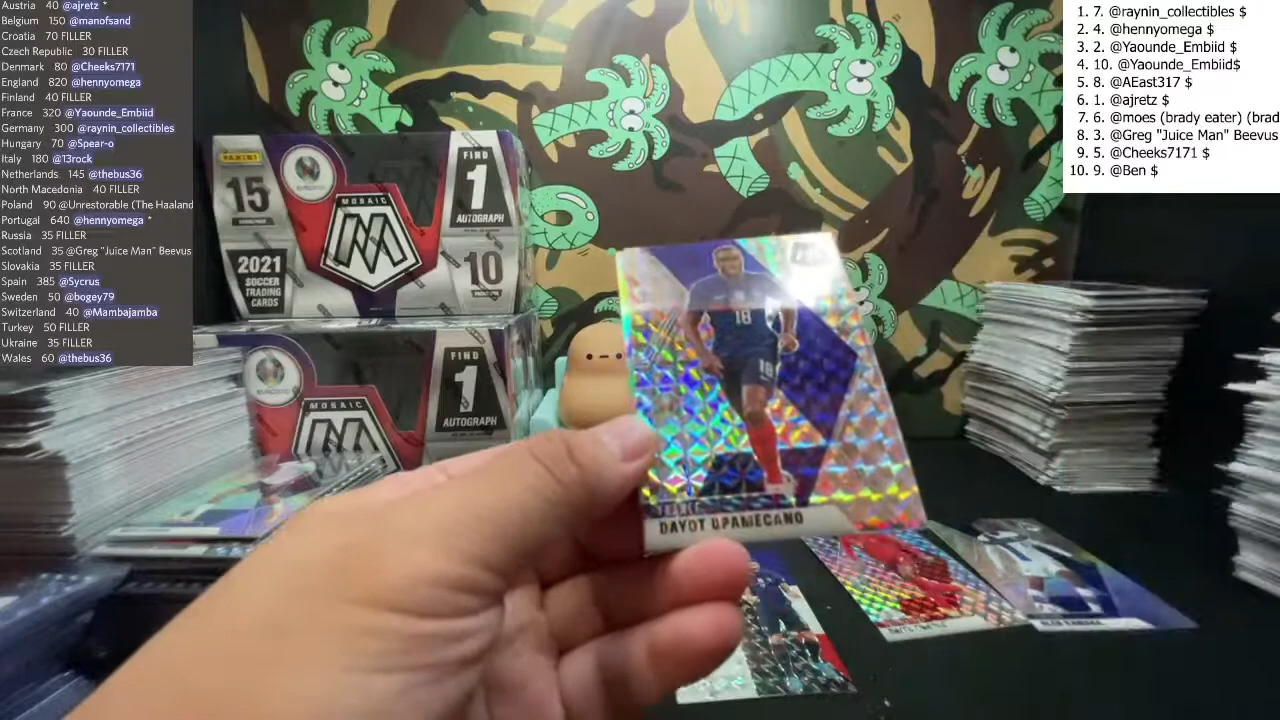 Austria 40 @ajretz *
Belgium 150 @manofsand
Croatia 70 FILLER
Czech Republic 30 FILLER
Denmark 80 @Cheeks7171
England 820 @hennyomega
Finland 40 FILLER
France 320 @Yaounde_Embiid
Germany 300 @raynin_collectibles
Hungary 70 @Spear-o
Italy 180 @13rock
Netherlands 145 @thebus36
North Macedonia 40 FILLER
Poland 90 @Unrestorable (The Haaland
Portugal 640 @hennyomega *
Russia 35 FILLER
Scotland 35 @Greg "Juice Man" Beevus
Slovakia 35 FILLER
Spain 385 @Sycrus
Sweden 50 @bogey79
Switzerland 40 @Mambajamba
Turkey 50 FILLER
Ukraine 35 FILLER
Wales 60 @thebus36
1. 7. @raynin_collectibles $
2. 4. @hennyomega $
3. 2. @Yaounde_Embiid $
4. 10. @Yaounde_Embiid$
5. 8. @AEast317 $
6. 1. @ajretz $
7. 6. @moes (brady eater) (brad
8. 3. @Greg "Juice Man" Beevus
9. 5. @Cheeks7171 $
10. 9. @Ben $
PANINI
15
MOSAIC
M
2021
SOCCER
TRADING
CARDS
FIND
1
AUTOGRAPH
10
MOSAIC
FIND
1
AUTOGRAPH
18
18
FRANCE
DAYOT UPAMECANO